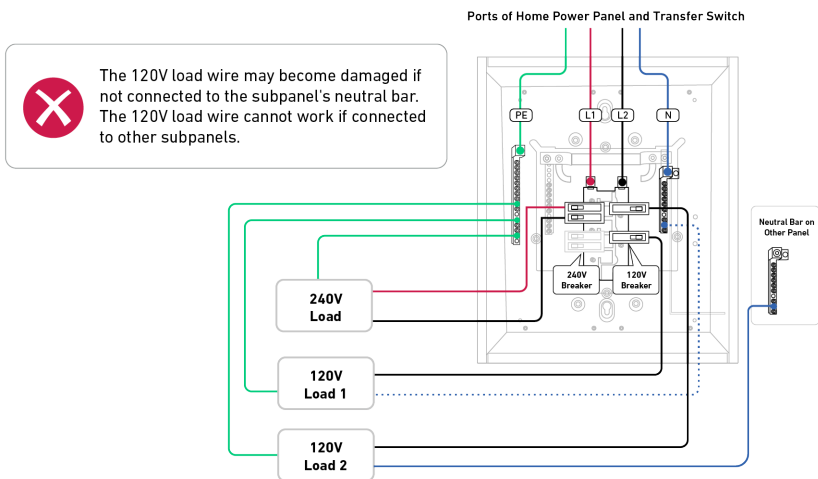 Ports of Home Power Panel and Transfer Switch
The 120V load wire may become damaged if
not connected to the subpanel's neutral bar.
The 120V load wire cannot work if connected
to other subpanels.
PE
L1
L2
N
Neutral Bar on
Other Panel
240V
Breaker
120V
Breaker
240V
Load
120V
Load 1
120V
Load 2